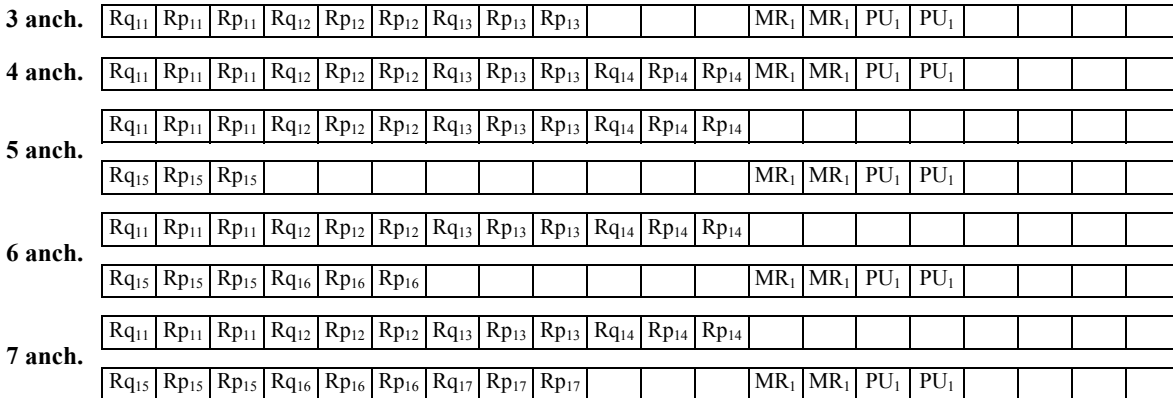 3 anch. Rq11 Rp11 Rp11 Rq12 Rp12 Rp12 Rq13 Rp13 Rp13 MR1 MR1 PU1 PU1
4 anch. Rq11 Rp11 Rp11 Rq12 Rp12 Rp12 Rq13 Rp13 Rp13 Rq14 Rp14 Rp14 MR1 MR1 PU1 PU1
5 anch.
Rq11 Rp11 Rp11 Rq12 Rp12 Rp12 Rq13 Rp13 Rp13 Rq14 Rp14 Rp14
Rq15 Rp15 Rp15 MR1 MR1 PU1 PU1
6 anch.
Rq11 Rp11 Rp11 Rq12 Rp12 Rp12 Rq13 Rp13 Rp13 Rq14 Rp14 Rp14
Rq15 Rp15 Rp15 Rq16 Rp16 Rp16 MR1 MR1 PU1 PU1
7 anch.
Rq11 Rp11 Rp11 Rq12 Rp12 Rp12 Rq13 Rp13 Rp13 Rq14 Rp14 Rp14
Rq15 Rp15 Rp15 Rq16 Rp16 Rp16 Rq17 Rp17 Rp17 MR1 MR1 PU1 PU1